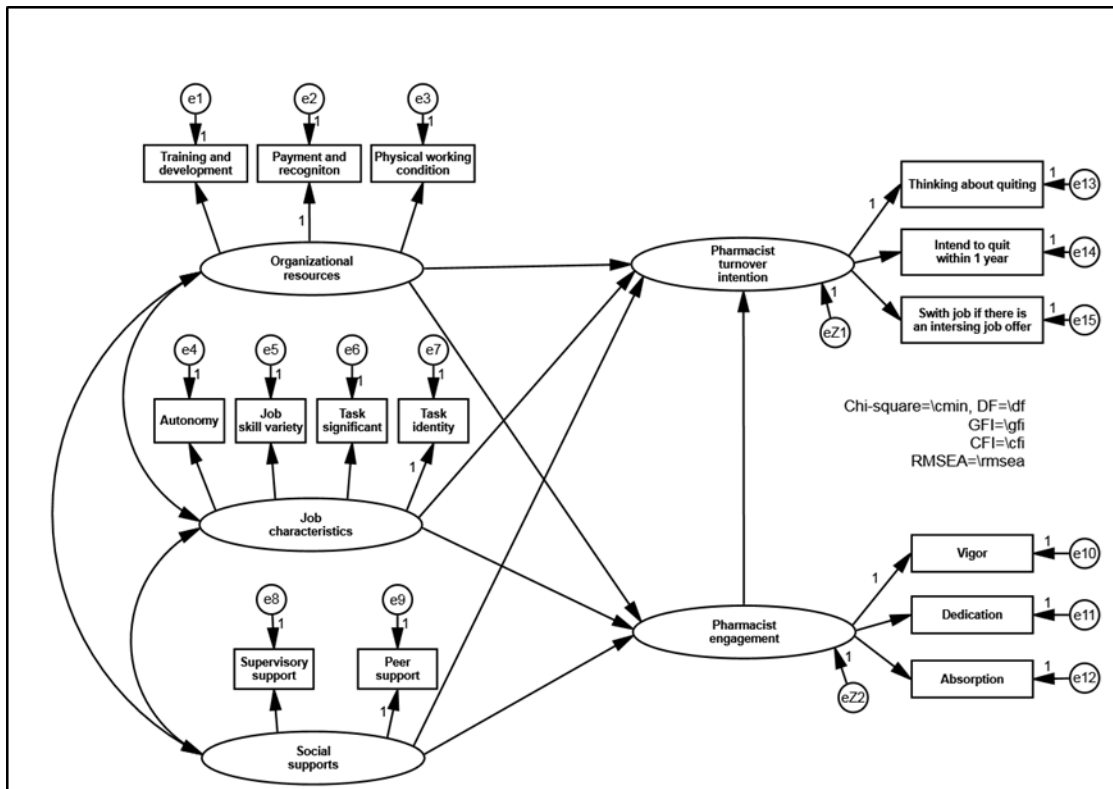 e1
e2
e3
1
1
1
Training and
development
Payment and
recogniton
Physical working
condition
1
Organizational
resources
e4
e5
e6
e7
1
1
1
1
Autonomy
Job
skill variety
Task
significant
Task
identity
1
Job
characteristics
e8
e9
1
1
Supervisory
support
Peer
support
1
Social
supports
Pharmacist
turnover
intention
1
eZ1
1
Thinking about quiting
1
e13
Intend to quit
within 1 year
1
e14
Swith job if there is
an intersing job offer
1
e15
Chi-square=\cmin, DF=\df
GFI=\gfi
CFI=\cfi
RMSEA=\rmsea
Pharmacist
engagement
1
eZ2
1
Vigor
1
e10
Dedication
1
e11
Absorption
1
e12